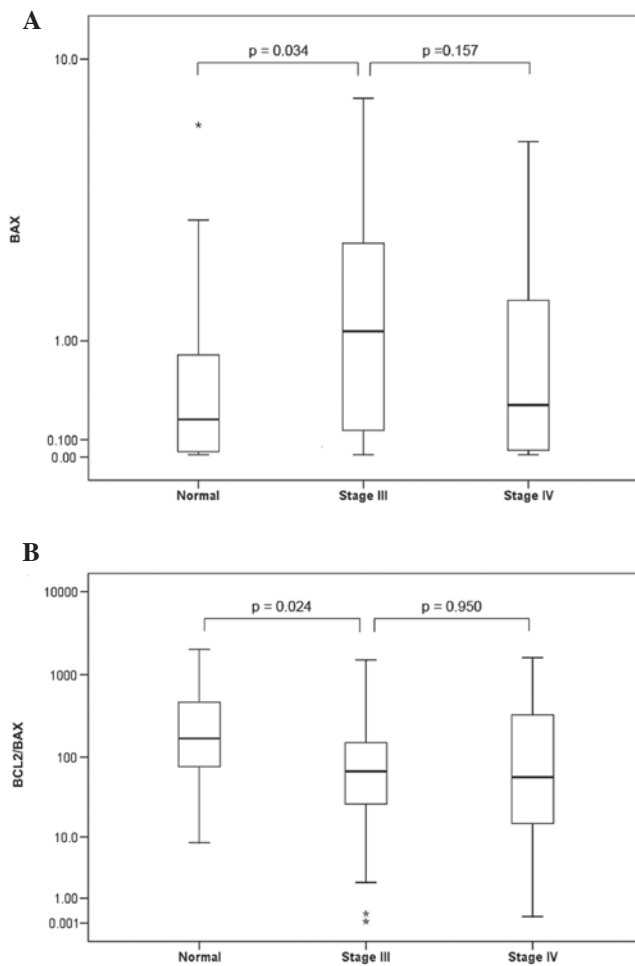 A
10.0
p = 0.034
p =0.157
*
BAX
1.00
0.100
0.00
Normal
Stage III
Stage IV
B
10000
p = 0.024
p = 0.950
1000
BCL2/BAX
100
10.0
1.00
0.001
*
*
Normal
Stage III
Stage IV